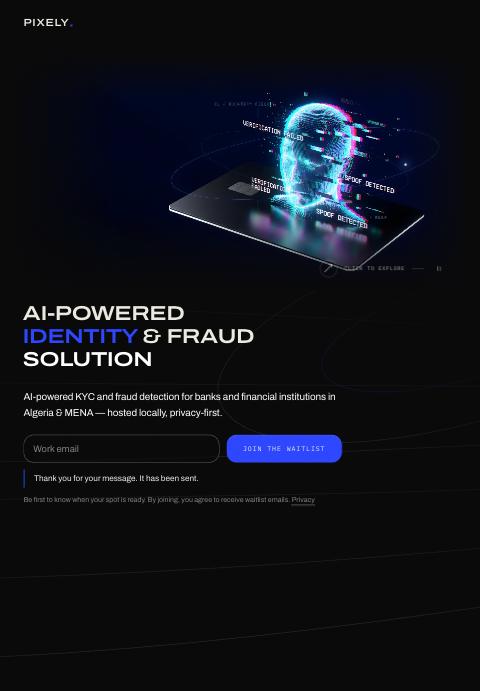 PIXELY.
VERIFICATION FAILED
VERIFICATION
FAILED
SPOOF DETECTED
SPOOF DETECTED
CLICK TO EXPLORE
AI-POWERED
IDENTITY & FRAUD
SOLUTION
AI-powered KYC and fraud detection for banks and financial institutions in
Algeria & MENA — hosted locally, privacy-first.
Work email
JOIN THE WAITLIST
Thank you for your message. It has been sent.
Be first to know when your spot is ready. By joining, you agree to receive waitlist emails. Privacy